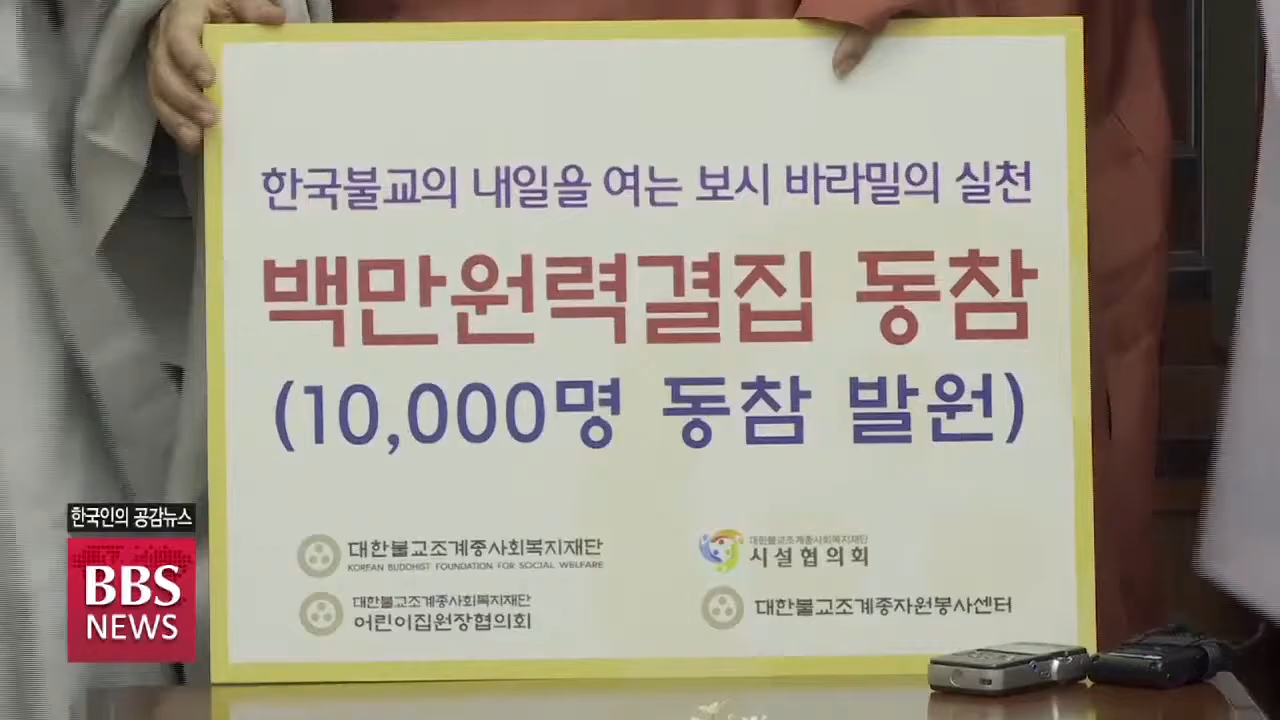 한국불교의 내일을 여는 보시 바라밀의 실천
백만원력결집 동참
(10,000명 동참 발원)
대한불교조계종사회복지재단
KOREAN BUDDHIST FOUNDATION FOR SOCIAL WELFARE
대한불교조계종사회복지재단
시설협의회
대한불교조계종사회복지재단
어린이집원장협의회
대한불교조계종자원봉사센터
한국인의 공감뉴스
BBS
NEWS